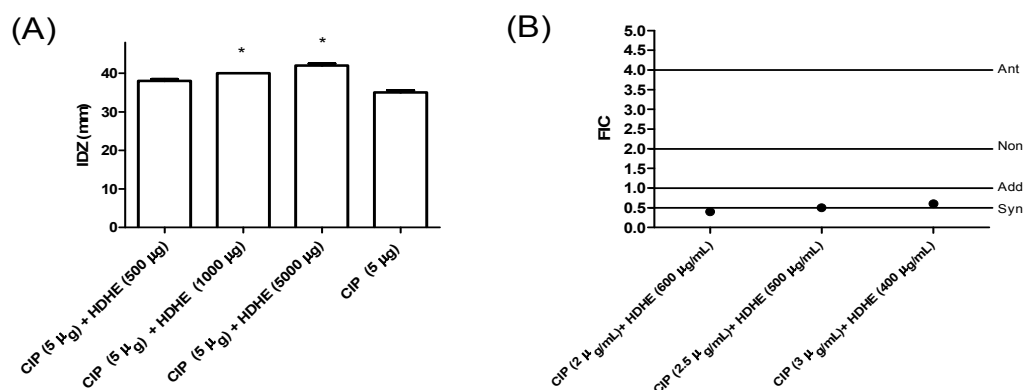 (A)
*
*
40
30
20
10
0
IDZ (mm)
CIP (5 μg) + HDHE (500 μg)
CIP (5 μg) + HDHE (1000 μg)
CIP (5 μg) + HDHE (5000 μg)
CIP (5 μg)
(B)
5.0
4.5
4.0
3.5
3.0
2.5
2.0
1.5
1.0
0.5
0.0
FIC
Ant
Non
Add
Syn
CIP (2 μg/mL)+ HDHE (600 μg/mL)
CIP (2.5 μg/mL)+ HDHE (500 μg/mL)
CIP (3 μg/mL)+ HDHE (400 μg/mL)